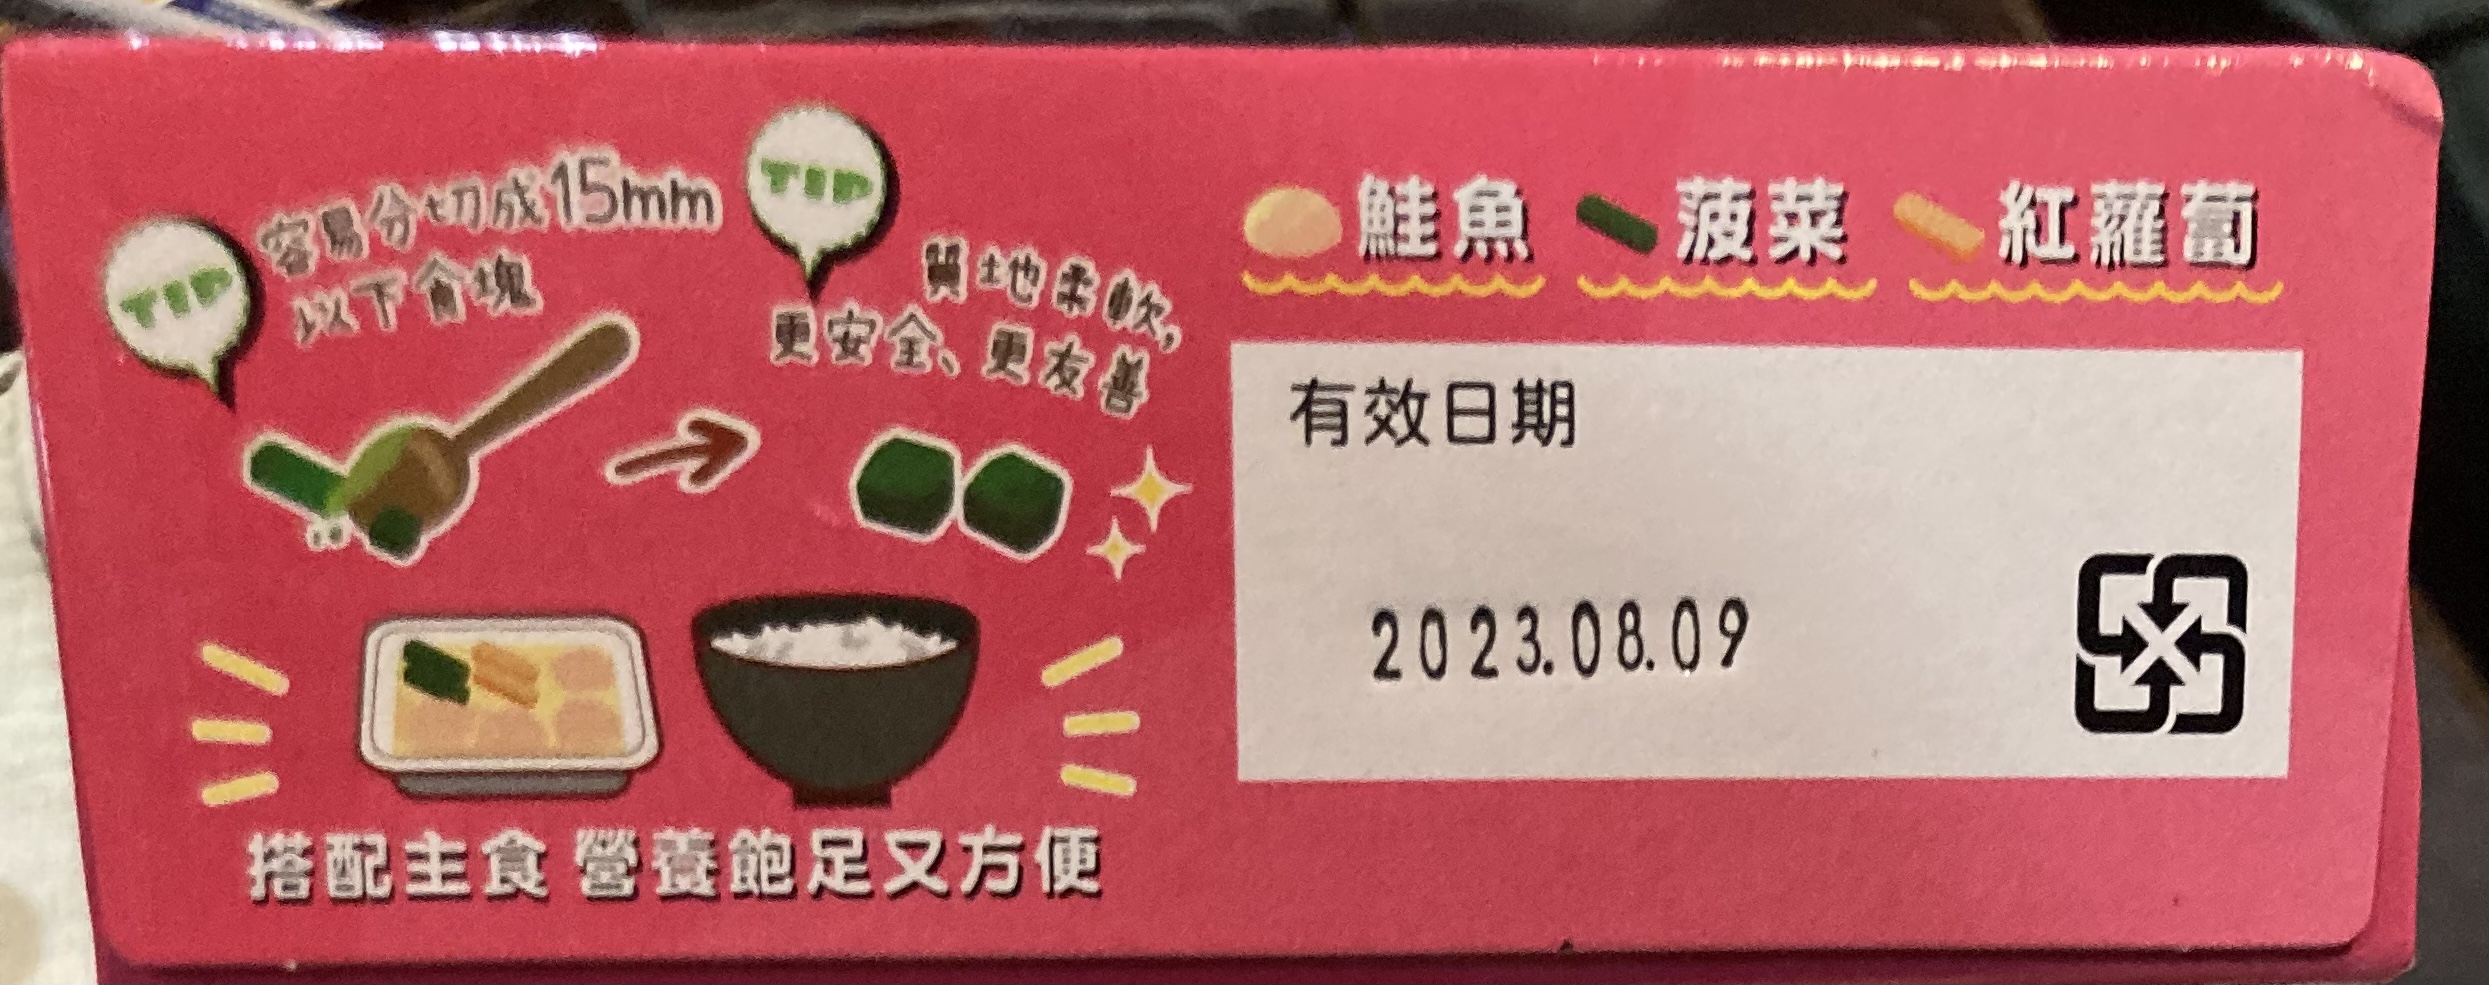 TIP
容易分切成15mm
以下食塊
TIP
質地柔軟,
更安全、更友善
搭配主食 營養飽足又方便
鮭魚 菠菜 紅蘿蔔
有效日期
2023.08.09